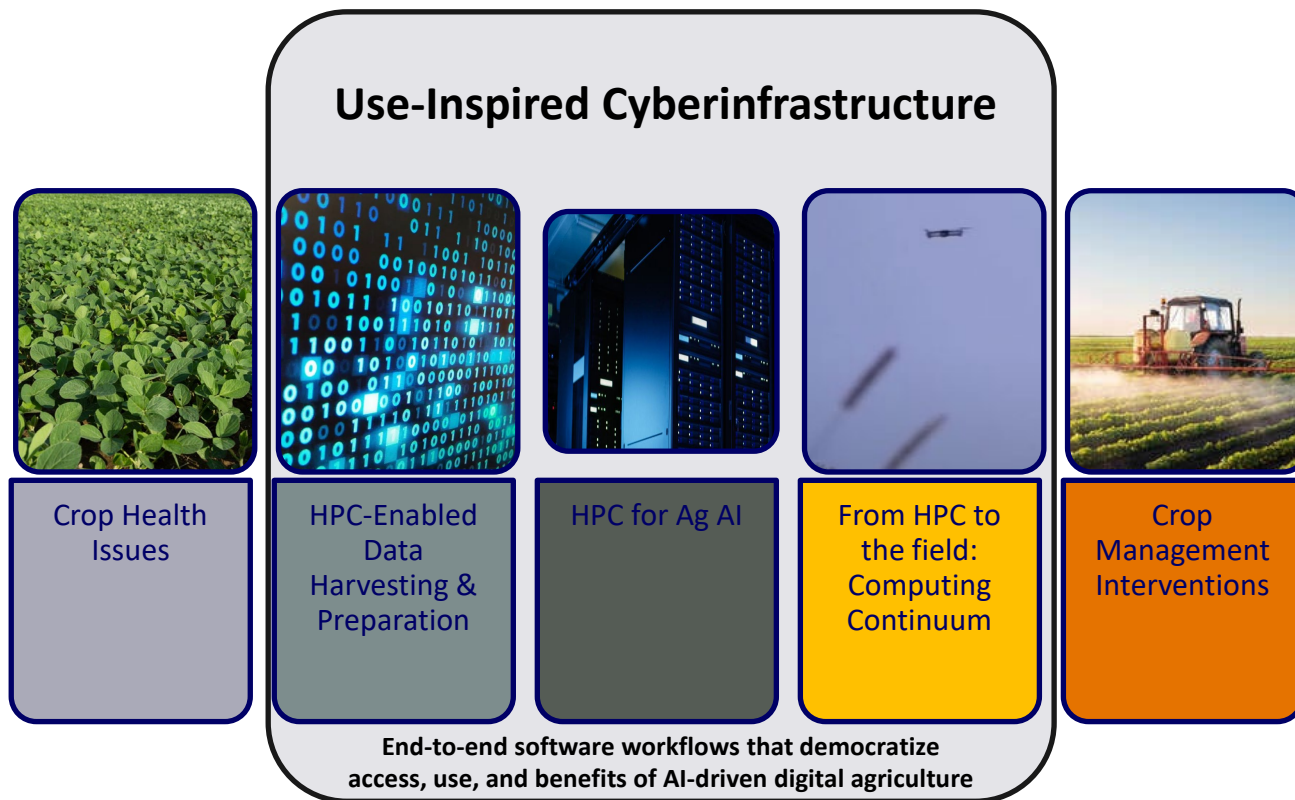 Use-Inspired Cyberinfrastructure
Crop Health
Issues
HPC-Enabled
Data
Harvesting &
Preparation
HPC for Ag AI
From HPC to
the field:
Computing
Continuum
Crop
Management
Interventions
End-to-end software workflows that democratize
access, use, and benefits of AI-driven digital agriculture